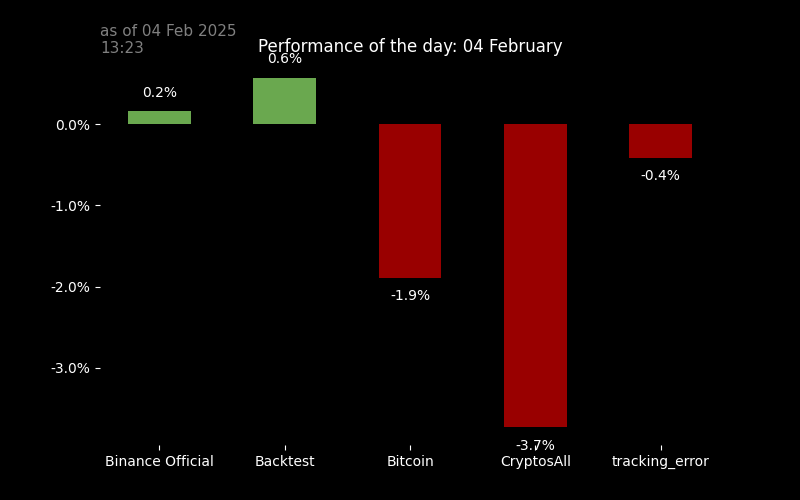 as of 04 Feb 2025
13:23
Performance of the day: 04 February
0.2%
0.6%
-1.9%
-3.7%
-0.4%
0.0%
-1.0%
-2.0%
-3.0%
Binance Official
Backtest
Bitcoin
CryptosAll
tracking_error